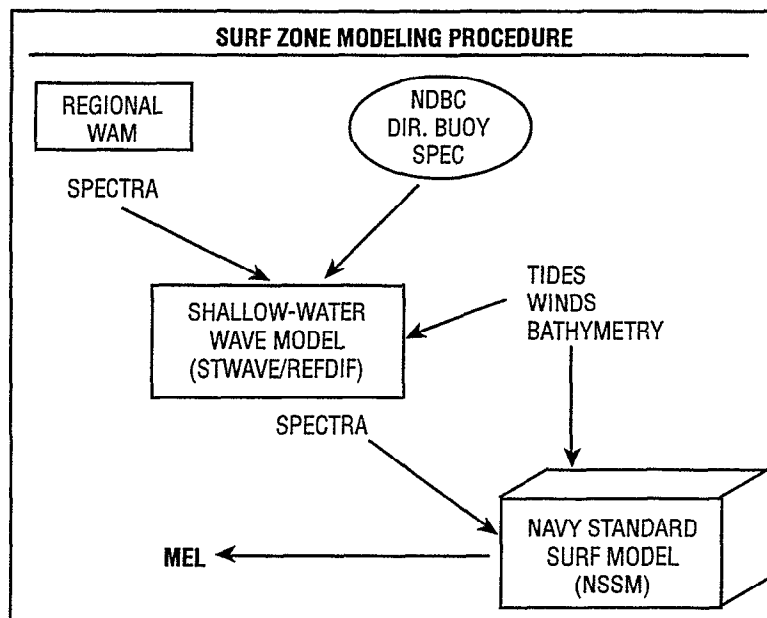 SURF ZONE MODELING PROCEDURE
REGIONAL
WAM
NDBC
DIR. BUOY
SPEC
SPECTRA
TIDES
WINDS
BATHYMETRY
SHALLOW-WATER
WAVE MODEL
(STWAVE/REFDIF)
SPECTRA
NAVY STANDARD
SURF MODEL
(NSSM)
MEL